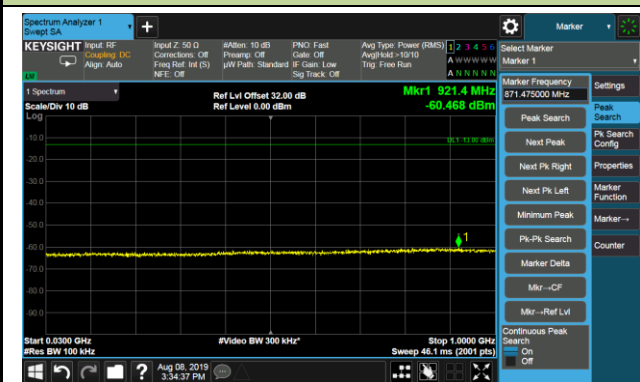 Spectrum Analyzer 1
Swept SA
+
Marker
KEYSIGHT
Input: RF
Coupling: DC
Align: Auto
Input Z: 50 Ω
Corrections: Off
Freq Ref: Int (S)
NFE: Off
#Atten: 10 dB
Preamp: Off
µW Path: Standard
PNO: Fast
Gate: Off
IF Gain: Low
Sig Track: Off
Avg Type: Power (RMS)
Avg|Hold:>10/10
Trig: Free Run
1 2 3 4 5 6
A W W W W W
A N N N N N
Select Marker
Marker 1
1 Spectrum
Scale/Div 10 dB
Log
Ref Lvl Offset 32.00 dB
Ref Level 0.00 dBm
Mkr1 921.4 MHz
-60.468 dBm
DL1 -13.00 dBm
-10.0
-20.0
-30.0
-40.0
-50.0
-60.0
-70.0
-80.0
-90.0
1
Start 0.0300 GHz
#Res BW 100 kHz
#Video BW 300 kHz*
Stop 1.0000 GHz
Sweep 46.1 ms (2001 pts)
Marker Frequency
871.475000 MHz
Peak Search
Next Peak
Next Pk Right
Next Pk Left
Minimum Peak
Pk-Pk Search
Marker Delta
Mkr→CF
Mkr→Ref Lvl
Continuous Peak
Search
On
Off
Settings
Peak
Search
Pk Search
Config
Properties
Marker
Function
Marker→
Counter
?
Aug 08, 2019
3:34:37 PM